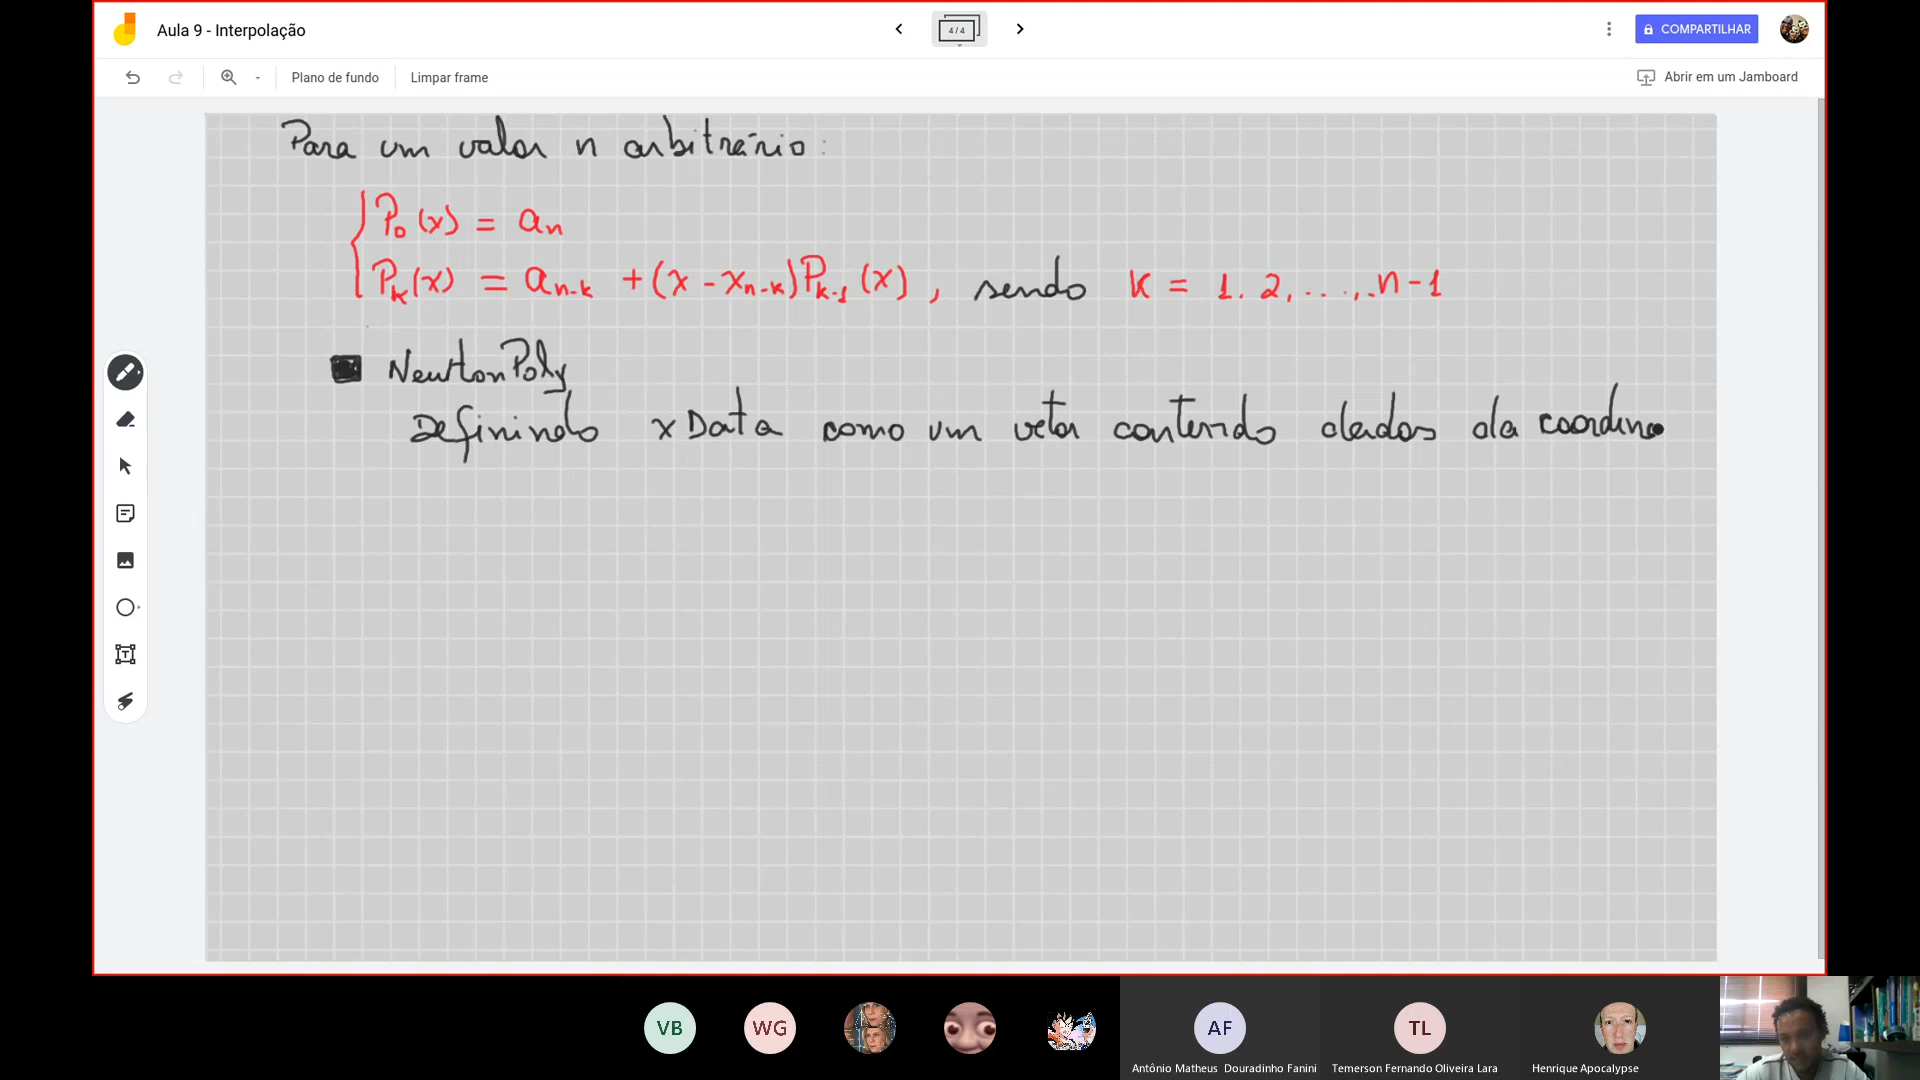 Aula 9 - Interpolação
4 / 4
COMPARTILHAR
Plano de fundo
Limpar frame
Abrir em um Jamboard
Para um valor n arbitrário:
P₀(x) = aₙ
Pₖ(x) = aₙ₋ₖ + (x - xₙ₋ₖ)Pₖ₋₁(x), sendo k = 1, 2, ..., n-1
NewtonPoly
Definindo xData como um vetor contendo dados da coordena
VB
WG
AF
TL
Antônio Matheus Douradinho Fanini
Temerson Fernando Oliveira Lara
Henrique Apocalypse